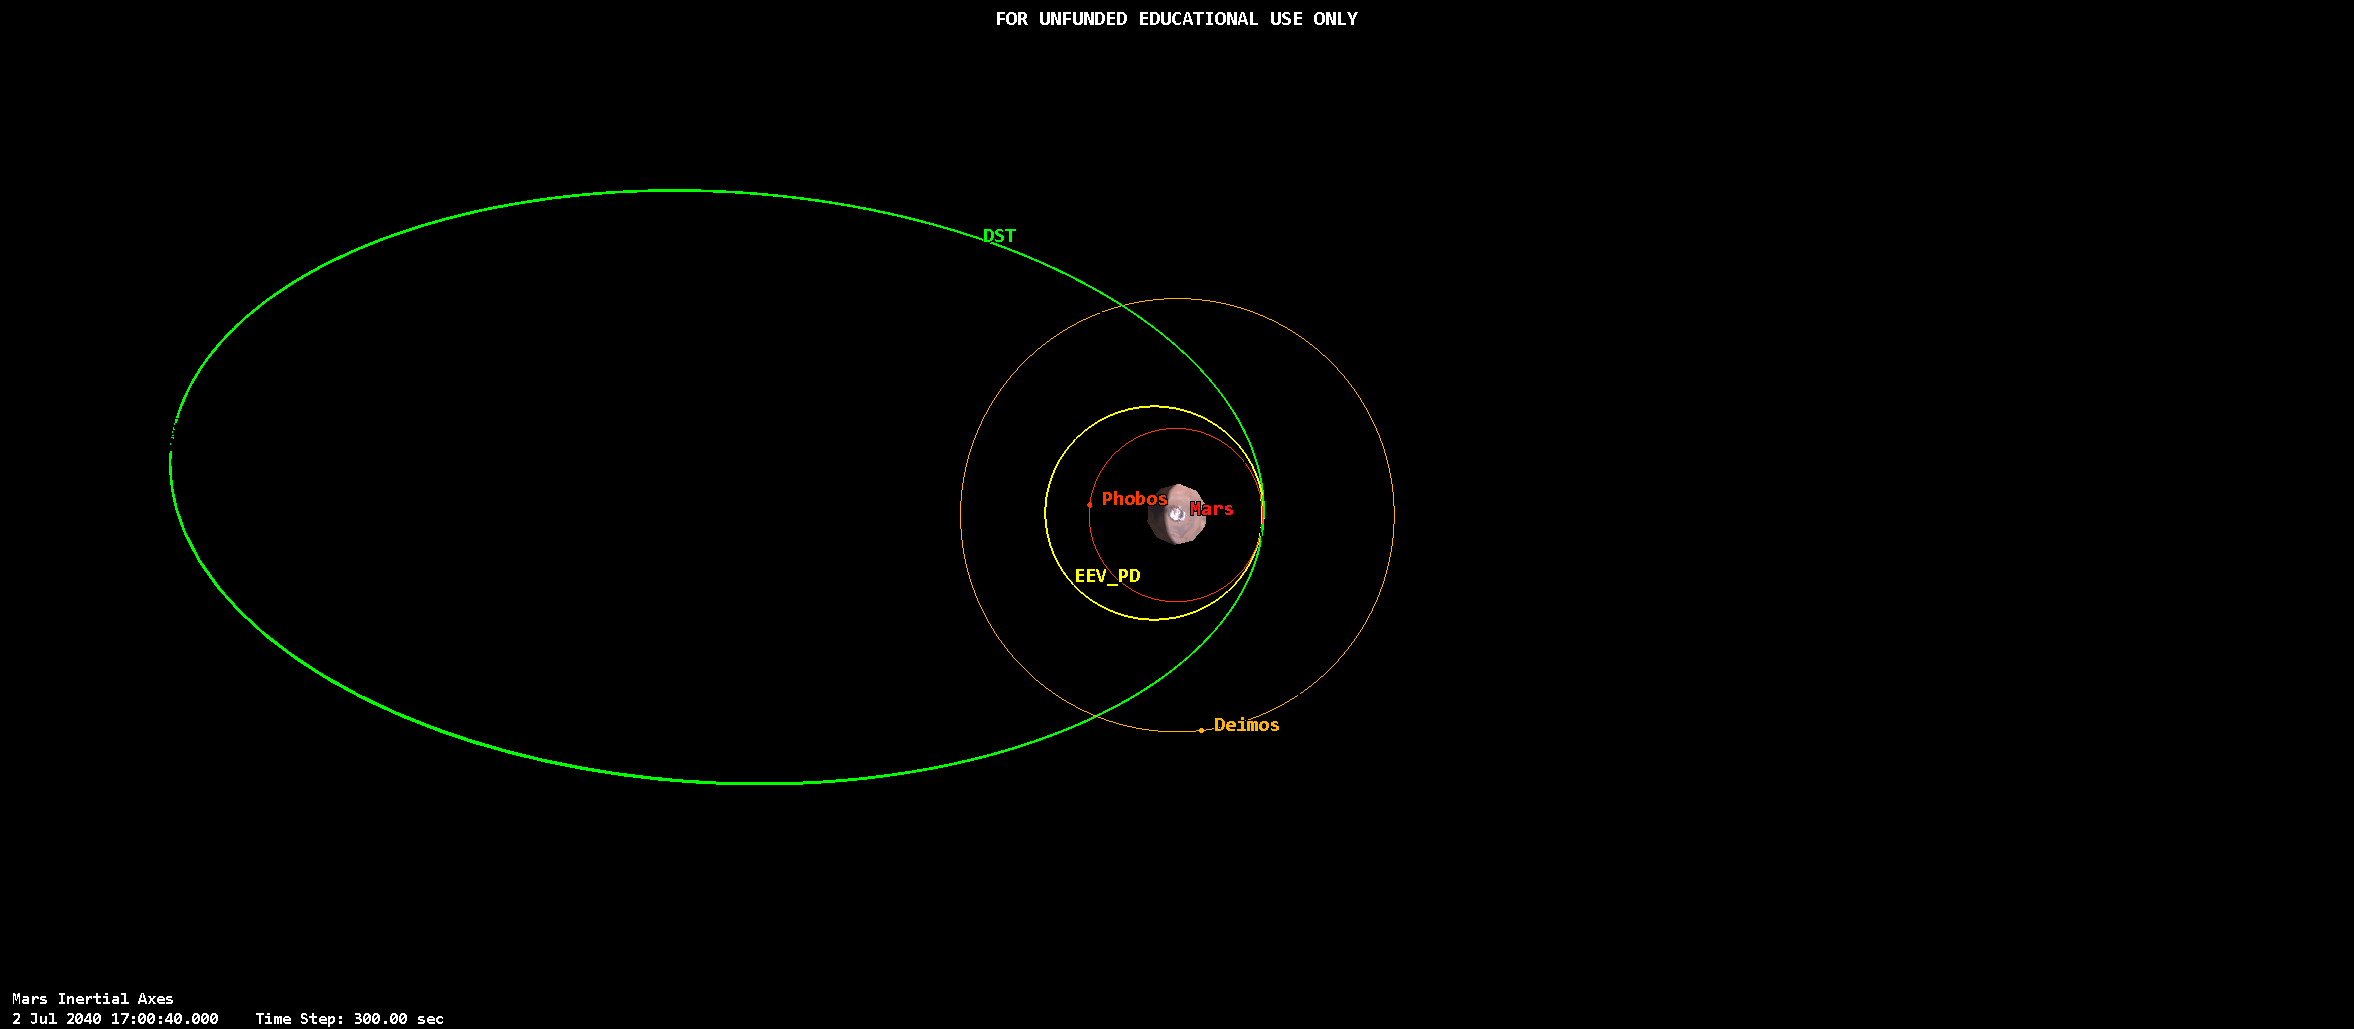 FOR UNFUNDED EDUCATIONAL USE ONLY
DST
Phobos
Mars
EEV_PD
Deimos
Mars Inertial Axes
2 Jul 2040 17:00:40.000 Time Step: 300.00 sec